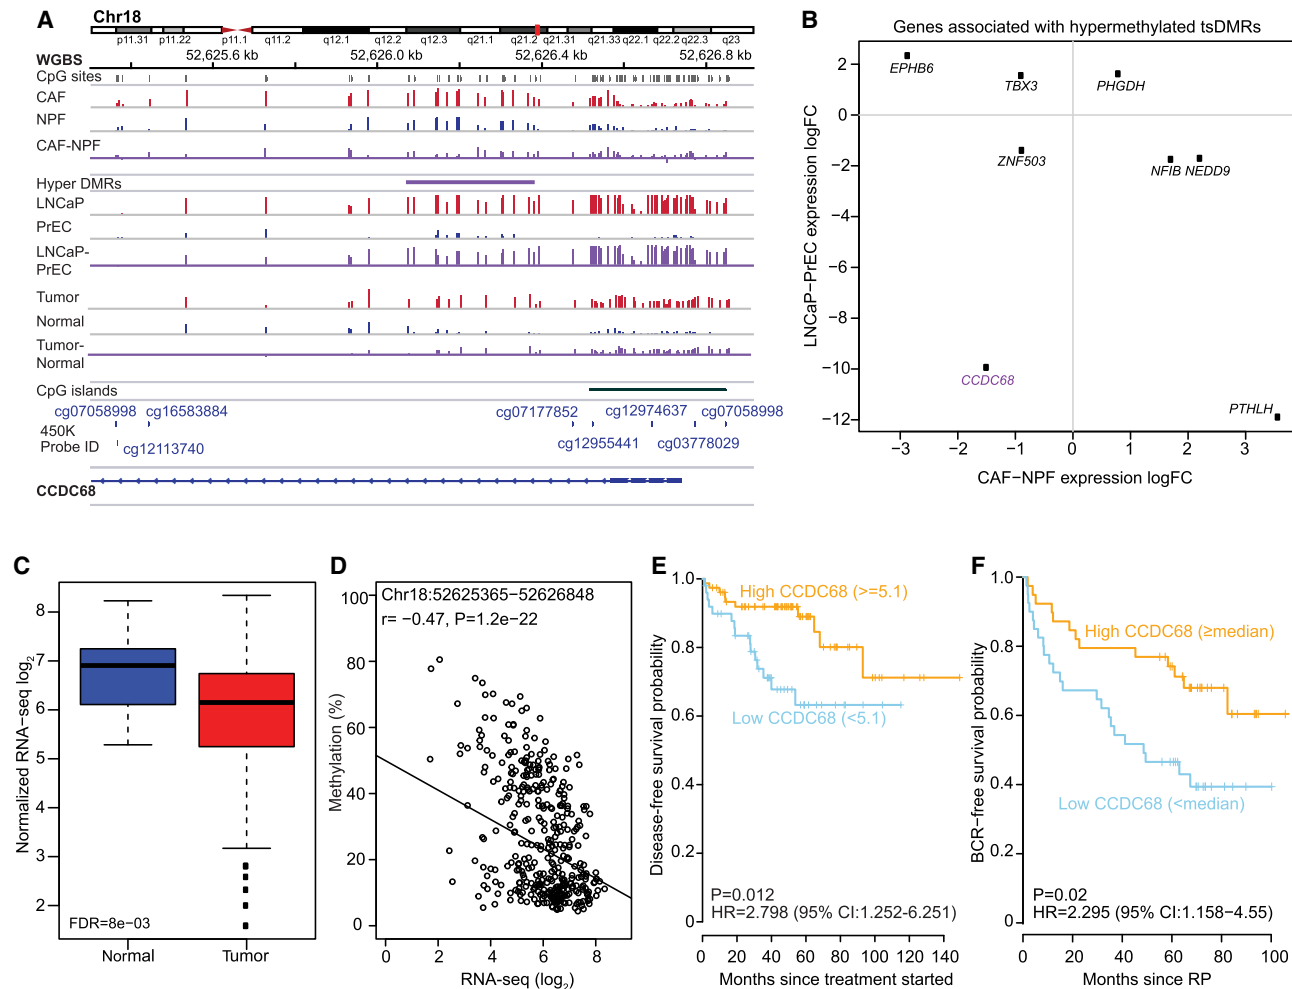 A
Chr18
p11.31 p11.22 p11.1 q11.2 q12.1 q12.2 q12.3 q21.1 q21.2 q21.31 q21.33 q22.1 q22.2 q22.3 q23
WGBS
52,625.6 kb 52,626.0 kb 52,626.4 kb 52,626.8 kb
CpG sites
CAF
NPF
CAF-NPF
Hyper DMRs
LNCaP
PrEC
LNCaP-
PrEC
Tumor
Normal
Tumor-
Normal
CpG islands
cg07058998 cg16583884 cg07177852 cg12974637 cg07058998
450K
Probe ID
cg12113740 cg12955441 cg03778029
CCDC68
B
Genes associated with hypermethylated tsDMRs
LNCaP−PrEC expression logFC
2
0
−2
−4
−6
−8
−10
−12
EPHB6
TBX3
PHGDH
ZNF503
NFIB NEDD9
CCDC68
PTHLH
−3 −2 −1 0 1 2 3
CAF−NPF expression logFC
C
Normalized RNA−seq log2
8
7
6
5
4
3
2
FDR=8e−03
Normal Tumor
D
Chr18:52625365−52626848
r= −0.47, P=1.2e−22
Methylation (%)
100
80
60
40
20
0
0 2 4 6 8
RNA−seq (log2)
E
Disease−free survival probability
1.0
0.8
0.6
0.4
0.2
0
High CCDC68 (>=5.1)
Low CCDC68 (<5.1)
P=0.012
HR=2.798 (95% CI:1.252-6.251)
0 20 40 60 80 100 120 140
Months since treatment started
F
BCR−free survival probability
1.0
0.8
0.6
0.4
0.2
0
High CCDC68 (≥median)
Low CCDC68 (<median)
P=0.02
HR=2.295 (95% CI:1.158−4.55)
0 20 40 60 80 100
Months since RP